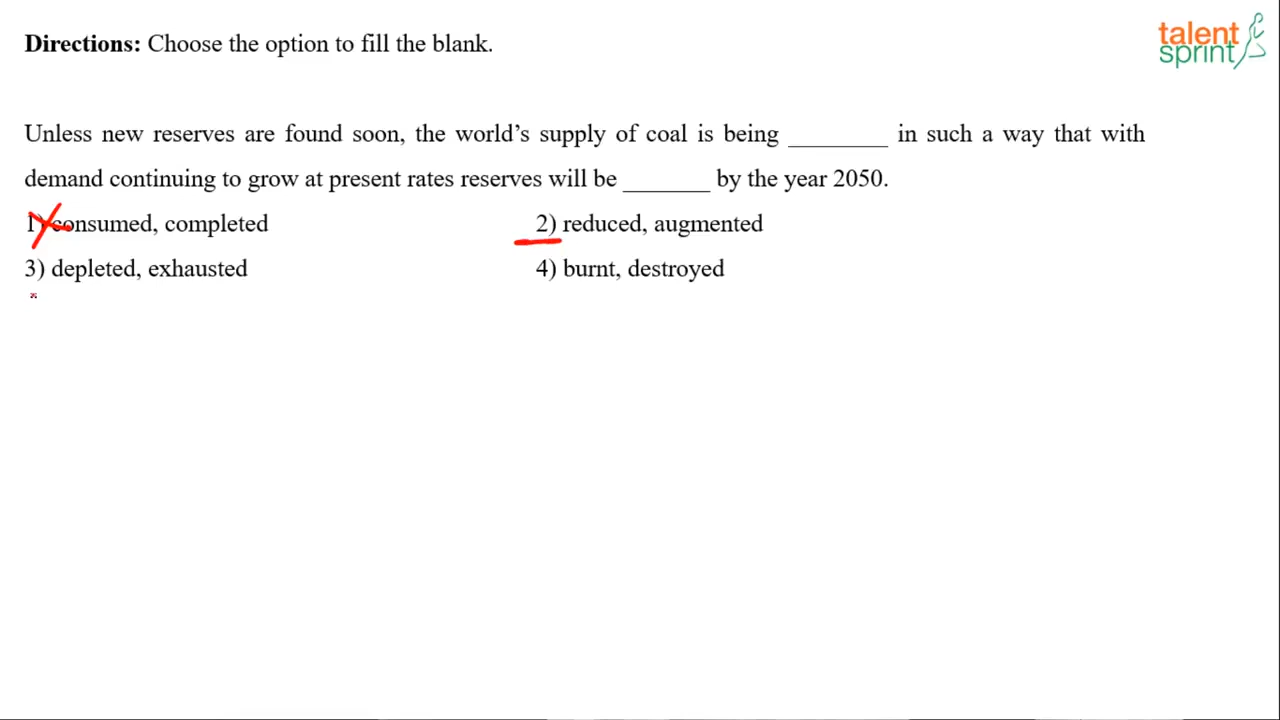 Directions: Choose the option to fill the blank.
talent
sprint
Unless new reserves are found soon, the world's supply of coal is being ________ in such a way that with
demand continuing to grow at present rates reserves will be _______ by the year 2050.
1) consumed, completed 2) reduced, augmented
3) depleted, exhausted 4) burnt, destroyed